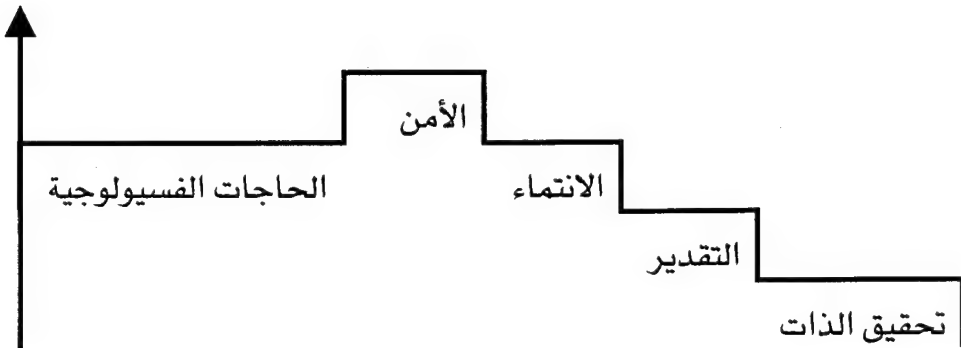 الأمن
الحاجات الفسيولوجية
الانتماء
التقدير
تحقيق الذات